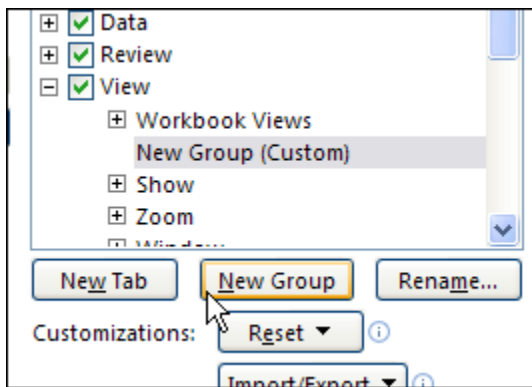 Data
Review
View
Workbook Views
New Group (Custom)
Show
Zoom
Window
New Tab New Group Rename...
Customizations: Reset
Import/Export